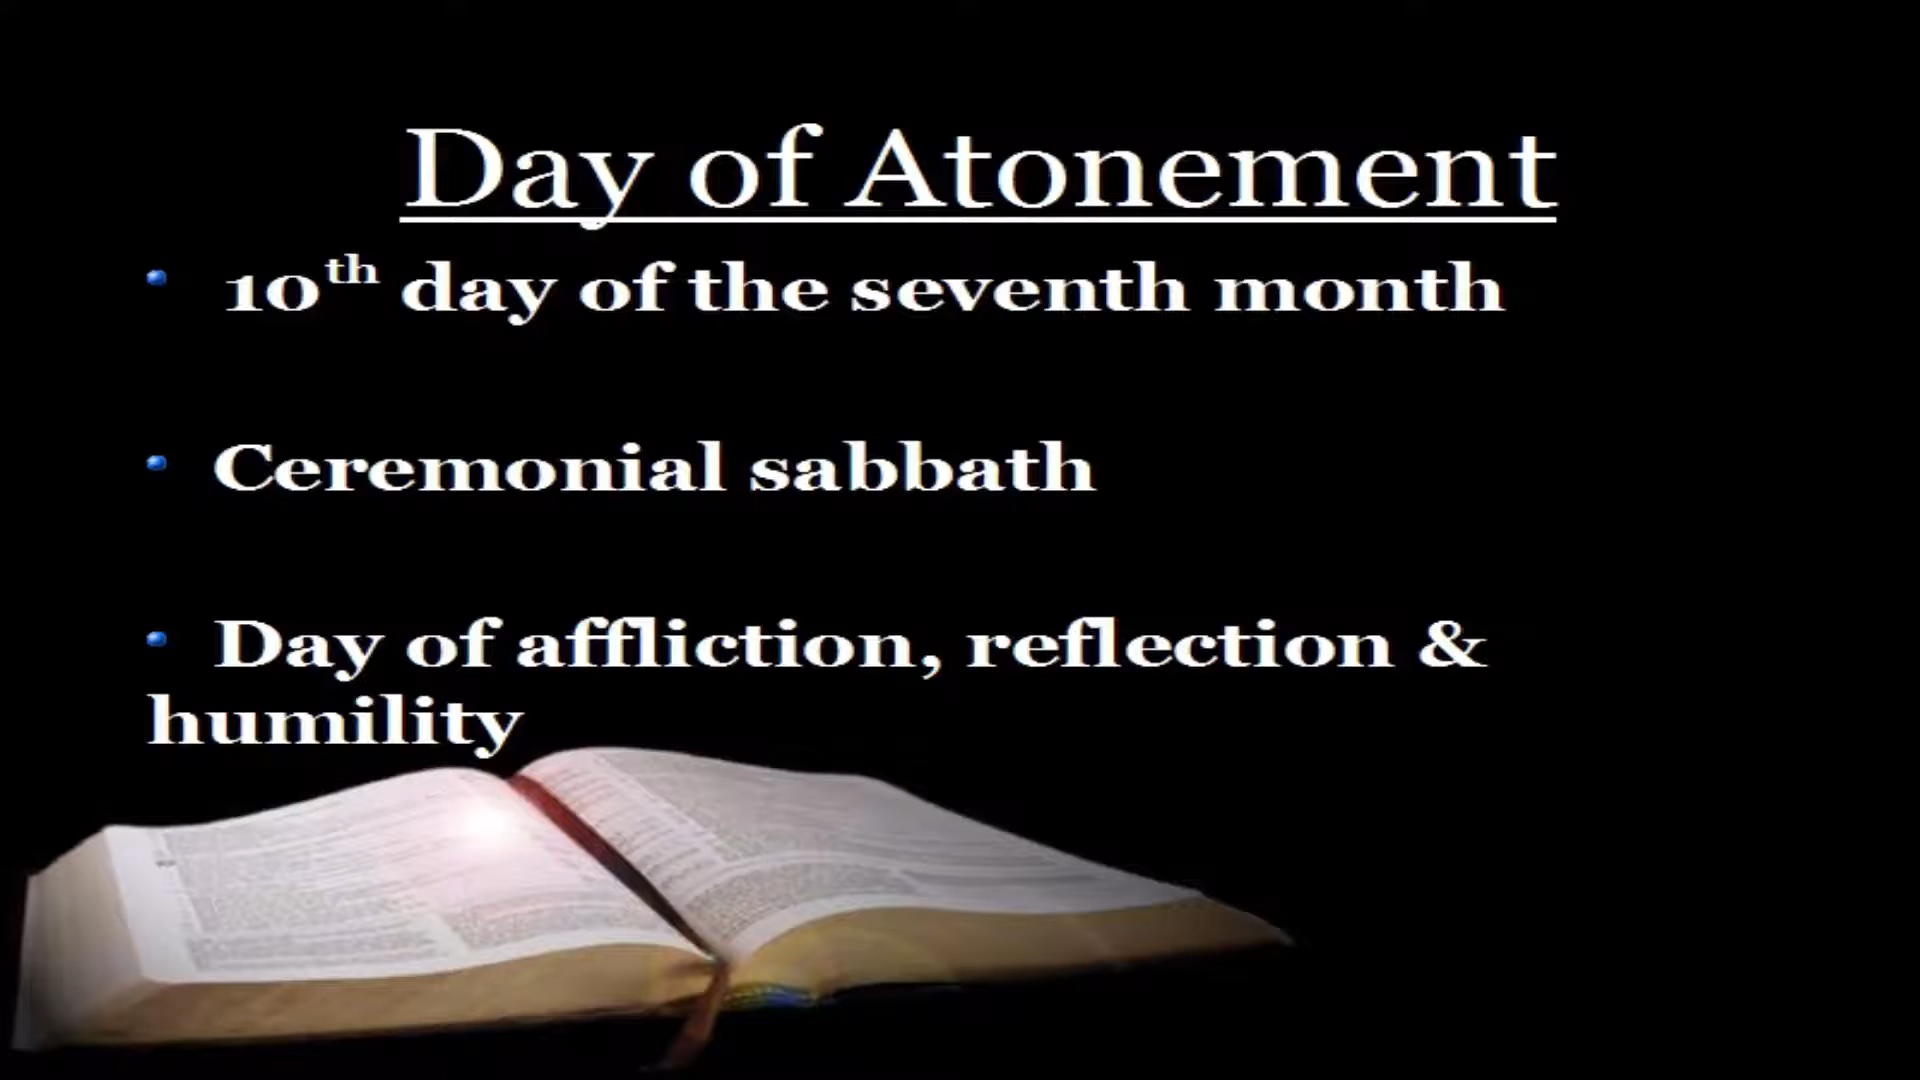 Day of Atonement
• 10th day of the seventh month
• Ceremonial sabbath
• Day of affliction, reflection &
humility